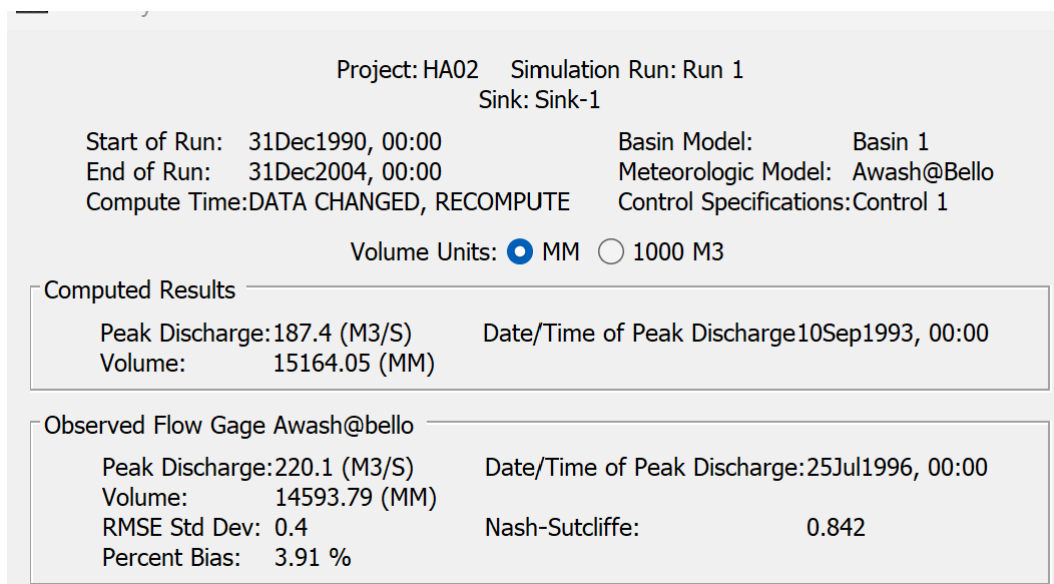 Project: HA02 Simulation Run: Run 1
Sink: Sink-1
Start of Run: 31Dec1990, 00:00 Basin Model: Basin 1
End of Run: 31Dec2004, 00:00 Meteorologic Model: Awash@Bello
Compute Time:DATA CHANGED, RECOMPUTE Control Specifications:Control 1
Volume Units: MM 1000 M3
Computed Results
Peak Discharge:187.4 (M3/S) Date/Time of Peak Discharge10Sep1993, 00:00
Volume: 15164.05 (MM)
Observed Flow Gage Awash@bello
Peak Discharge:220.1 (M3/S) Date/Time of Peak Discharge:25Jul1996, 00:00
Volume: 14593.79 (MM)
RMSE Std Dev: 0.4 Nash-Sutcliffe: 0.842
Percent Bias: 3.91 %